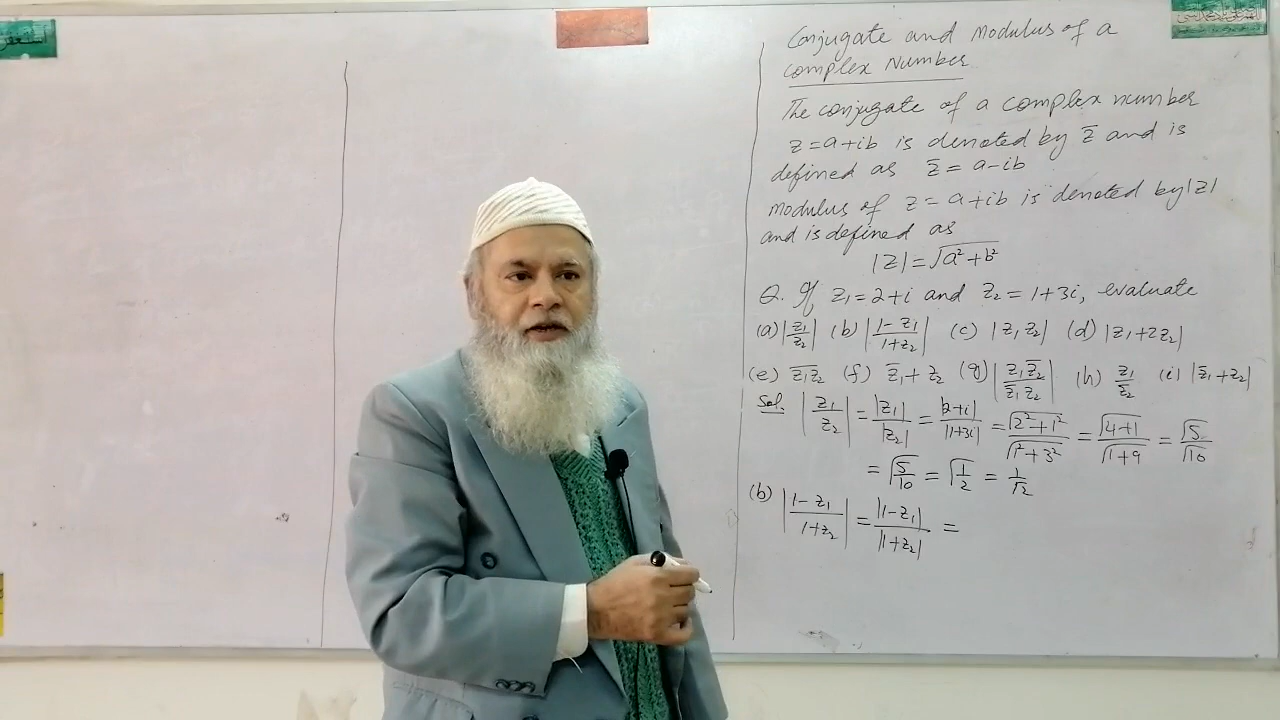 Conjugate and Modulus of a
Complex Number
The conjugate of a complex number
z = a+ib is denoted by z̅ and is
defined as z̅ = a-ib
Modulus of z = a+ib is denoted by |z|
and is defined as
|z| = √(a²+b²)
Q. If z₁=2+i and z₂=1+3i, evaluate
(a) |z₁/z₂| (b) |(1-z₁)/(1+z₂)| (c) |z₁z₂| (d) |z₁+2z₂|
(e) z̅₁z̅₂ (f) z̅₁+z₂ (g) |z₁z̅₂/z̅₁z₂| (h) z₁/z̅₂ (i) |z̅₁+z₂|
Sol. |z₁/z₂| = |z₁|/|z₂| = |2+i|/|1+3i| = √(2²+1²)/√(1²+3²) = √(4+1)/√(1+9) = √5/√10
= √(5/10) = √(1/2) = 1/√2
(b) |(1-z₁)/(1+z₂)| = |1-z₁|/|1+z₂| =